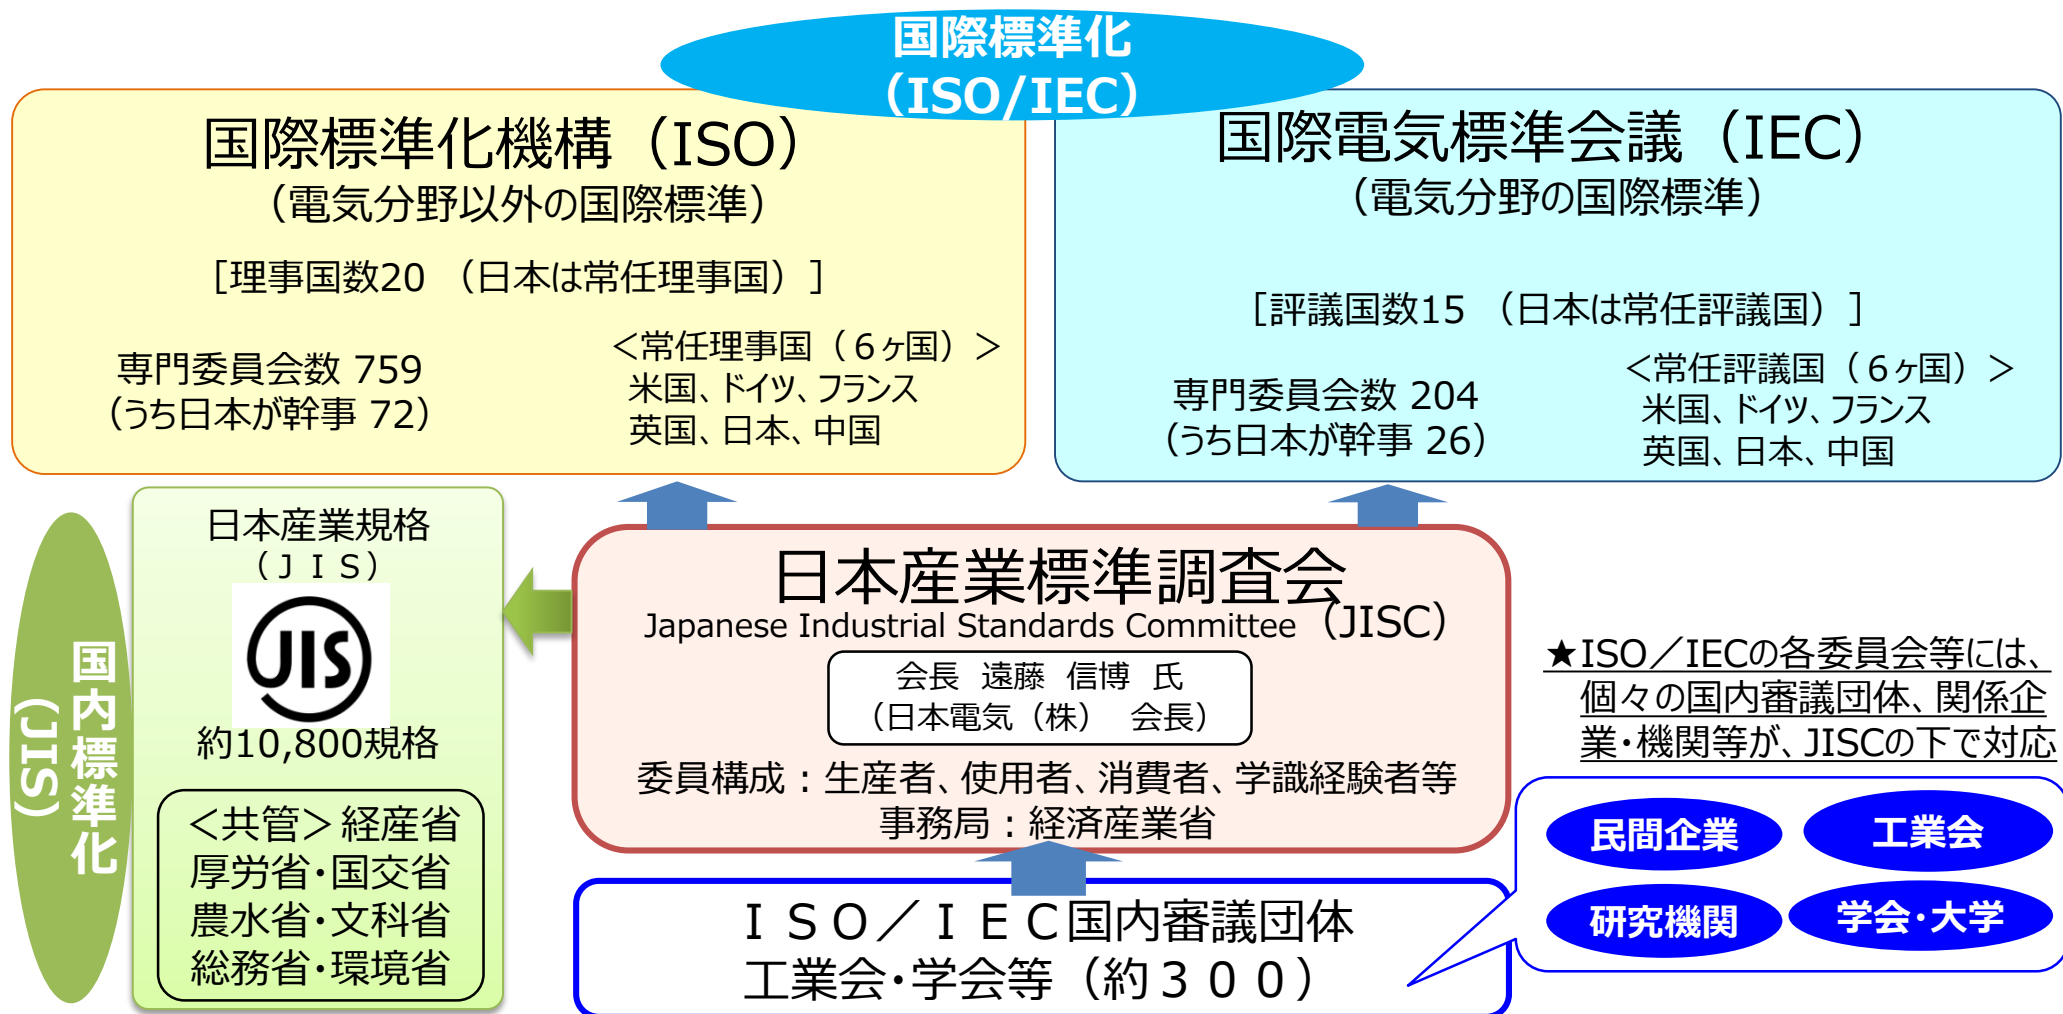 国際標準化
（ISO/IEC）
国際標準化機構（ISO）
（電気分野以外の国際標準）
［理事国数20 （日本は常任理事国）］
専門委員会数 759
（うち日本が幹事 72）
＜常任理事国（６ヶ国）＞
米国、ドイツ、フランス
英国、日本、中国
国際電気標準会議（IEC）
（電気分野の国際標準）
［評議国数15 （日本は常任評議国）］
専門委員会数 204
（うち日本が幹事 26）
＜常任評議国（６ヶ国）＞
米国、ドイツ、フランス
英国、日本、中国
国内標準化
（JIS）
日本産業規格
（ＪＩＳ）
JIS
約10,800規格
＜共管＞経産省
厚労省・国交省
農水省・文科省
総務省・環境省
日本産業標準調査会
Japanese Industrial Standards Committee（JISC）
会長 遠藤 信博 氏
（日本電気（株） 会長）
委員構成：生産者、使用者、消費者、学識経験者等
事務局：経済産業省
★ISO／IECの各委員会等には、
個々の国内審議団体、関係企
業・機関等が、JISCの下で対応
民間企業
工業会
研究機関
学会・大学
ＩＳＯ／ＩＥＣ国内審議団体
工業会・学会等（約３００）